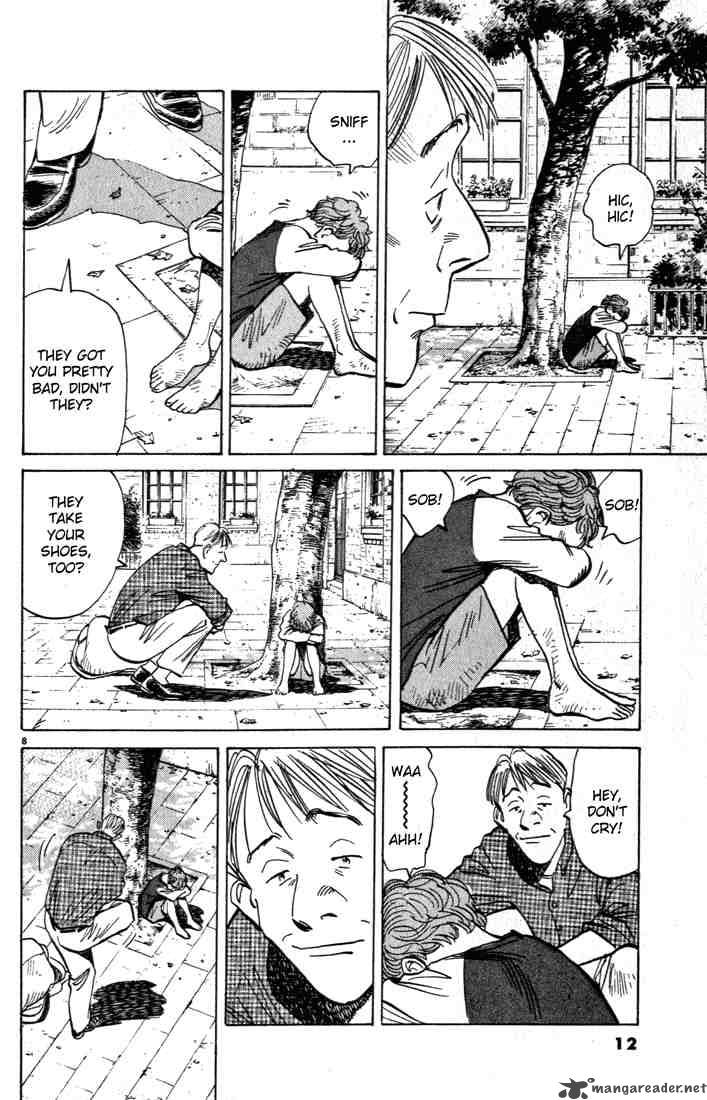 HIC,
HIC!
SNIFF
...
THEY GOT
YOU PRETTY
BAD, DIDN'T
THEY?
SOB!
SOB!
THEY
TAKE
YOUR
SHOES,
TOO?
8
HEY,
DON'T
CRY!
WAA
AHH!
12
mangareader.net